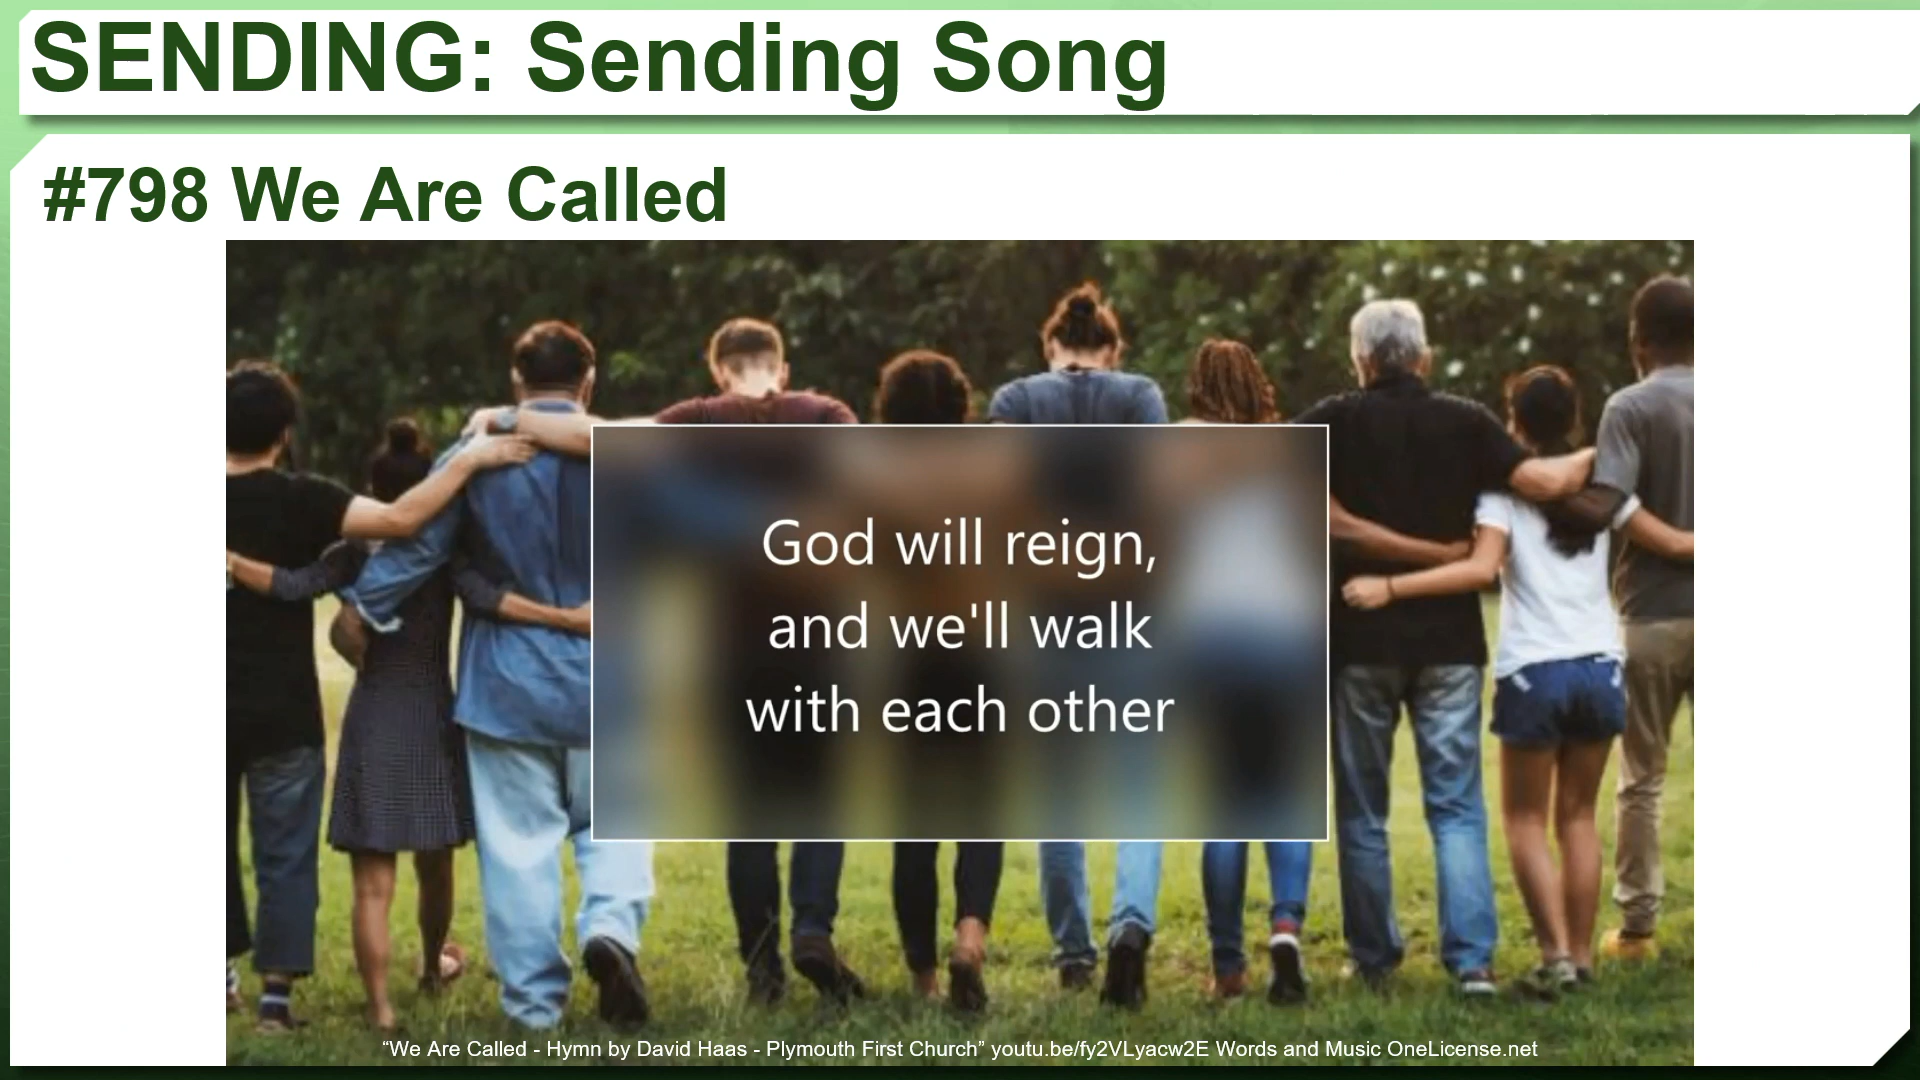 SENDING: Sending Song
#798 We Are Called
God will reign,
and we'll walk
with each other
“We Are Called - Hymn by David Haas - Plymouth First Church” youtu.be/fy2VLyacw2E Words and Music OneLicense.net